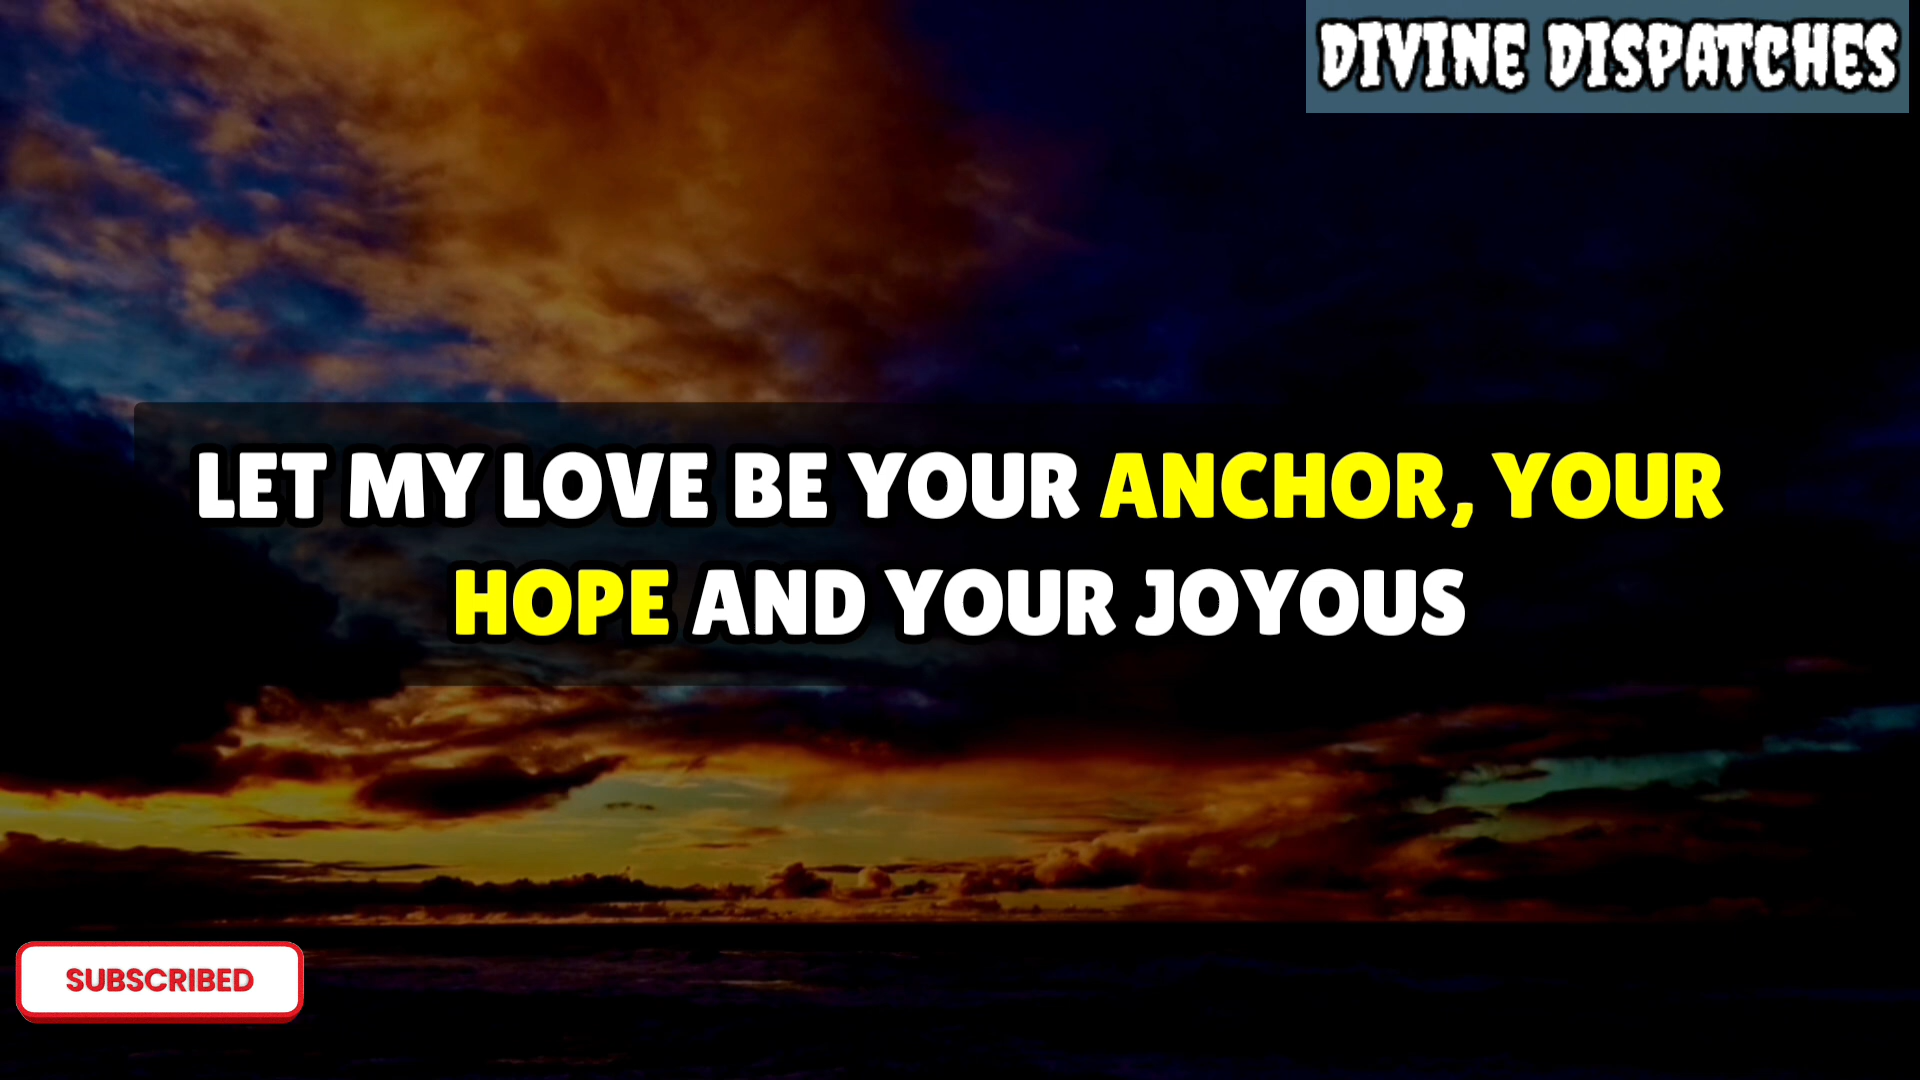 DIVINE DISPATCHES
LET MY LOVE BE YOUR ANCHOR, YOUR
HOPE AND YOUR JOYOUS
SUBSCRIBED